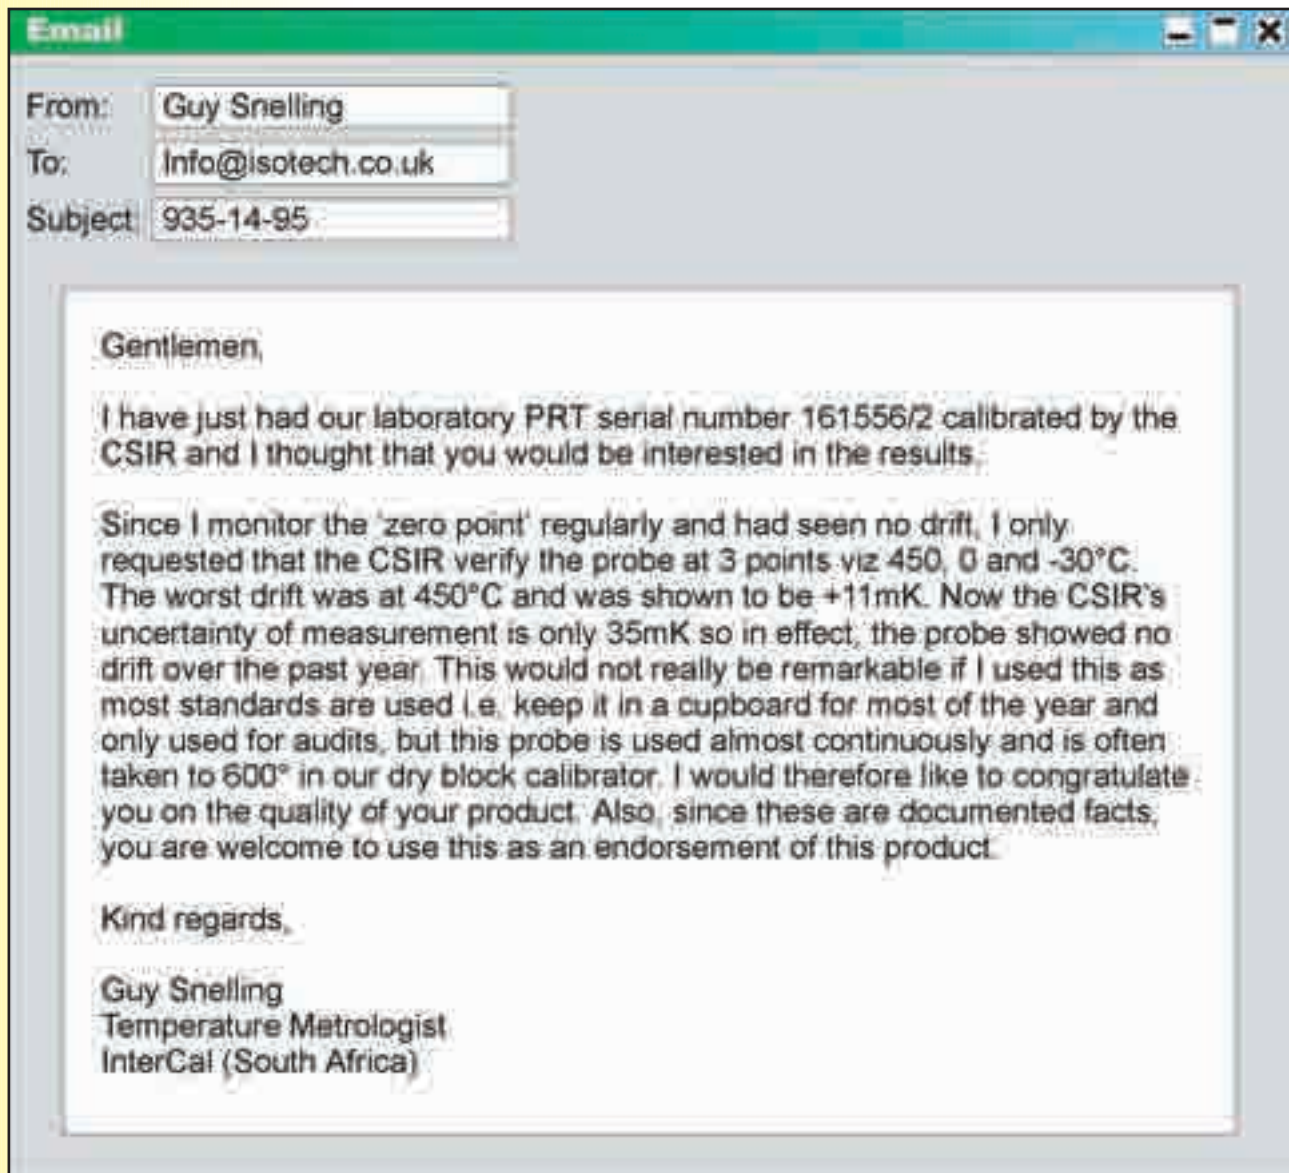 Email
From: Guy Snelling
To: Info@isotech.co.uk
Subject: 935-14-95
Gentlemen,
I have just had our laboratory PRT serial number 161556/2 calibrated by the
CSIR and I thought that you would be interested in the results.
Since I monitor the 'zero point' regularly and had seen no drift, I only
requested that the CSIR verify the probe at 3 points viz 450, 0 and -30°C.
The worst drift was at 450°C and was shown to be +11mK. Now the CSIR's
uncertainty of measurement is only 35mK so in effect, the probe showed no
drift over the past year. This would not really be remarkable if I used this as
most standards are used i.e. keep it in a cupboard for most of the year and
only used for audits, but this probe is used almost continuously and is often
taken to 600° in our dry block calibrator. I would therefore like to congratulate
you on the quality of your product. Also, since these are documented facts,
you are welcome to use this as an endorsement of this product.
Kind regards,
Guy Snelling
Temperature Metrologist
InterCal (South Africa)